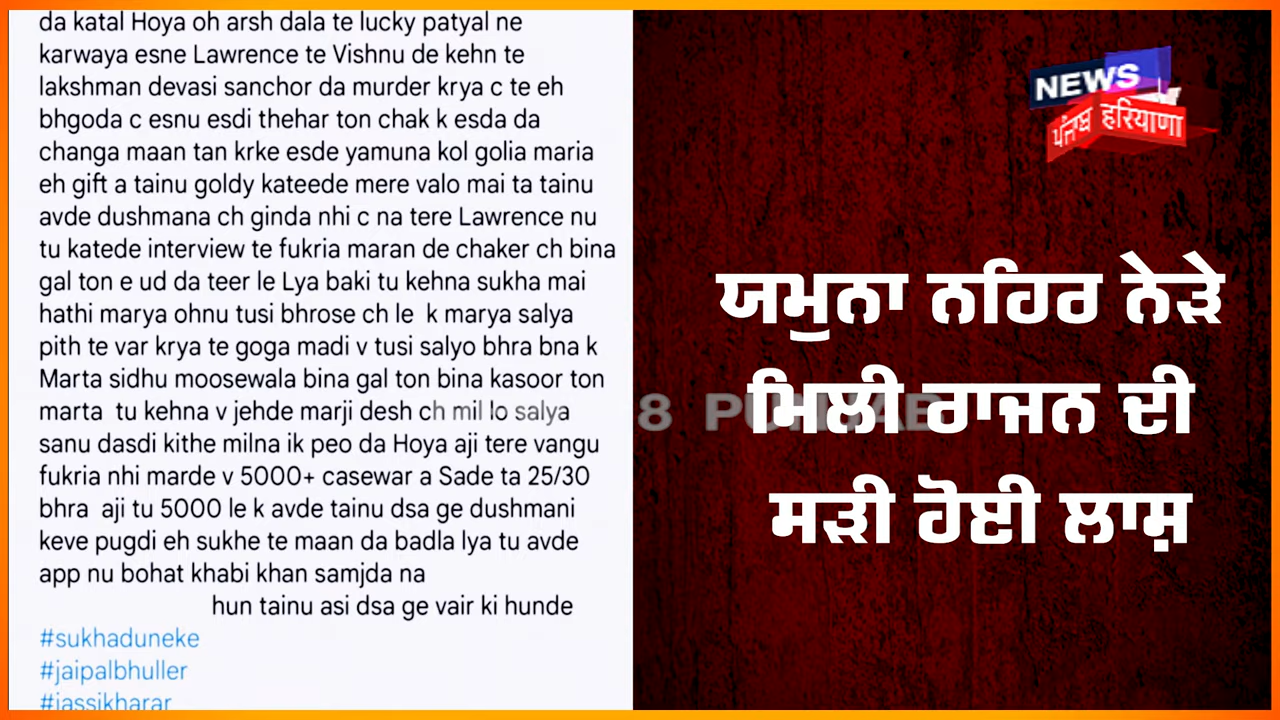 da katal Hoya oh arsh dala te lucky patyal ne
karwaya esne Lawrence te Vishnu de kehn te
lakshman devasi sanchor da murder krya c te eh
bhgoda c esnu esdi thehar ton chak k esda da
changa maan tan krke esde yamuna kol golia maria
eh gift a tainu goldy kateede mere valo mai ta tainu
avde dushmana ch ginda nhi c na tere Lawrence nu
tu katede interview te fukria maran de chaker ch bina
gal ton e ud da teer le Lya baki tu kehna sukha mai
hathi marya ohnu tusi bhrose ch le k marya salya
pith te var krya te goga madi v tusi salyo bhra bna k
Marta sidhu moosewala bina gal ton bina kasoor ton
marta tu kehna v jehde marji desh ch mil lo salya
sanu dasdi kithe milna ik peo da Hoya aji tere vangu
fukria nhi marde v 5000+ casewar a Sade ta 25/30
bhra aji tu 5000 le k avde tainu dsa ge dushmani
keve pugdi eh sukhe te maan da badla lya tu avde
app nu bohat khabi khan samjda na
hun tainu asi dsa ge vair ki hunde
#sukhaduneke
#jaipalbhuller
#jassikharar
NEWS
ਪੰਜਾਬ हरियाणा
ਯਮੁਨਾ ਨਹਿਰ ਨੇੜੇ
ਮਿਲੀ ਰਾਜਨ ਦੀ
ਸੜੀ ਹੋਈ ਲਾਸ਼
8 PUNJAB